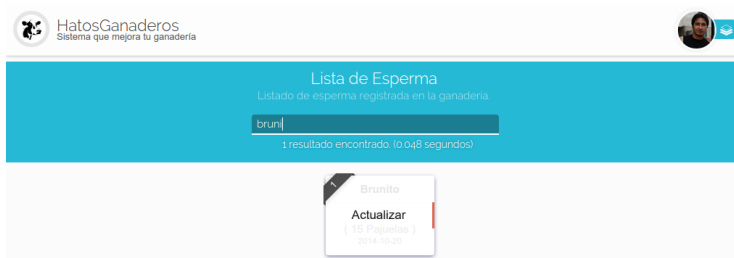 HatosGanaderos
Sistema que mejora tu ganadería
Lista de Esperma
Listado de esperma registrada en la ganadería.
bruni
1 resultado encontrado. (0.048 segundos)
1
Brunito
Actualizar
( 15 Pajuelas )
2014-10-20